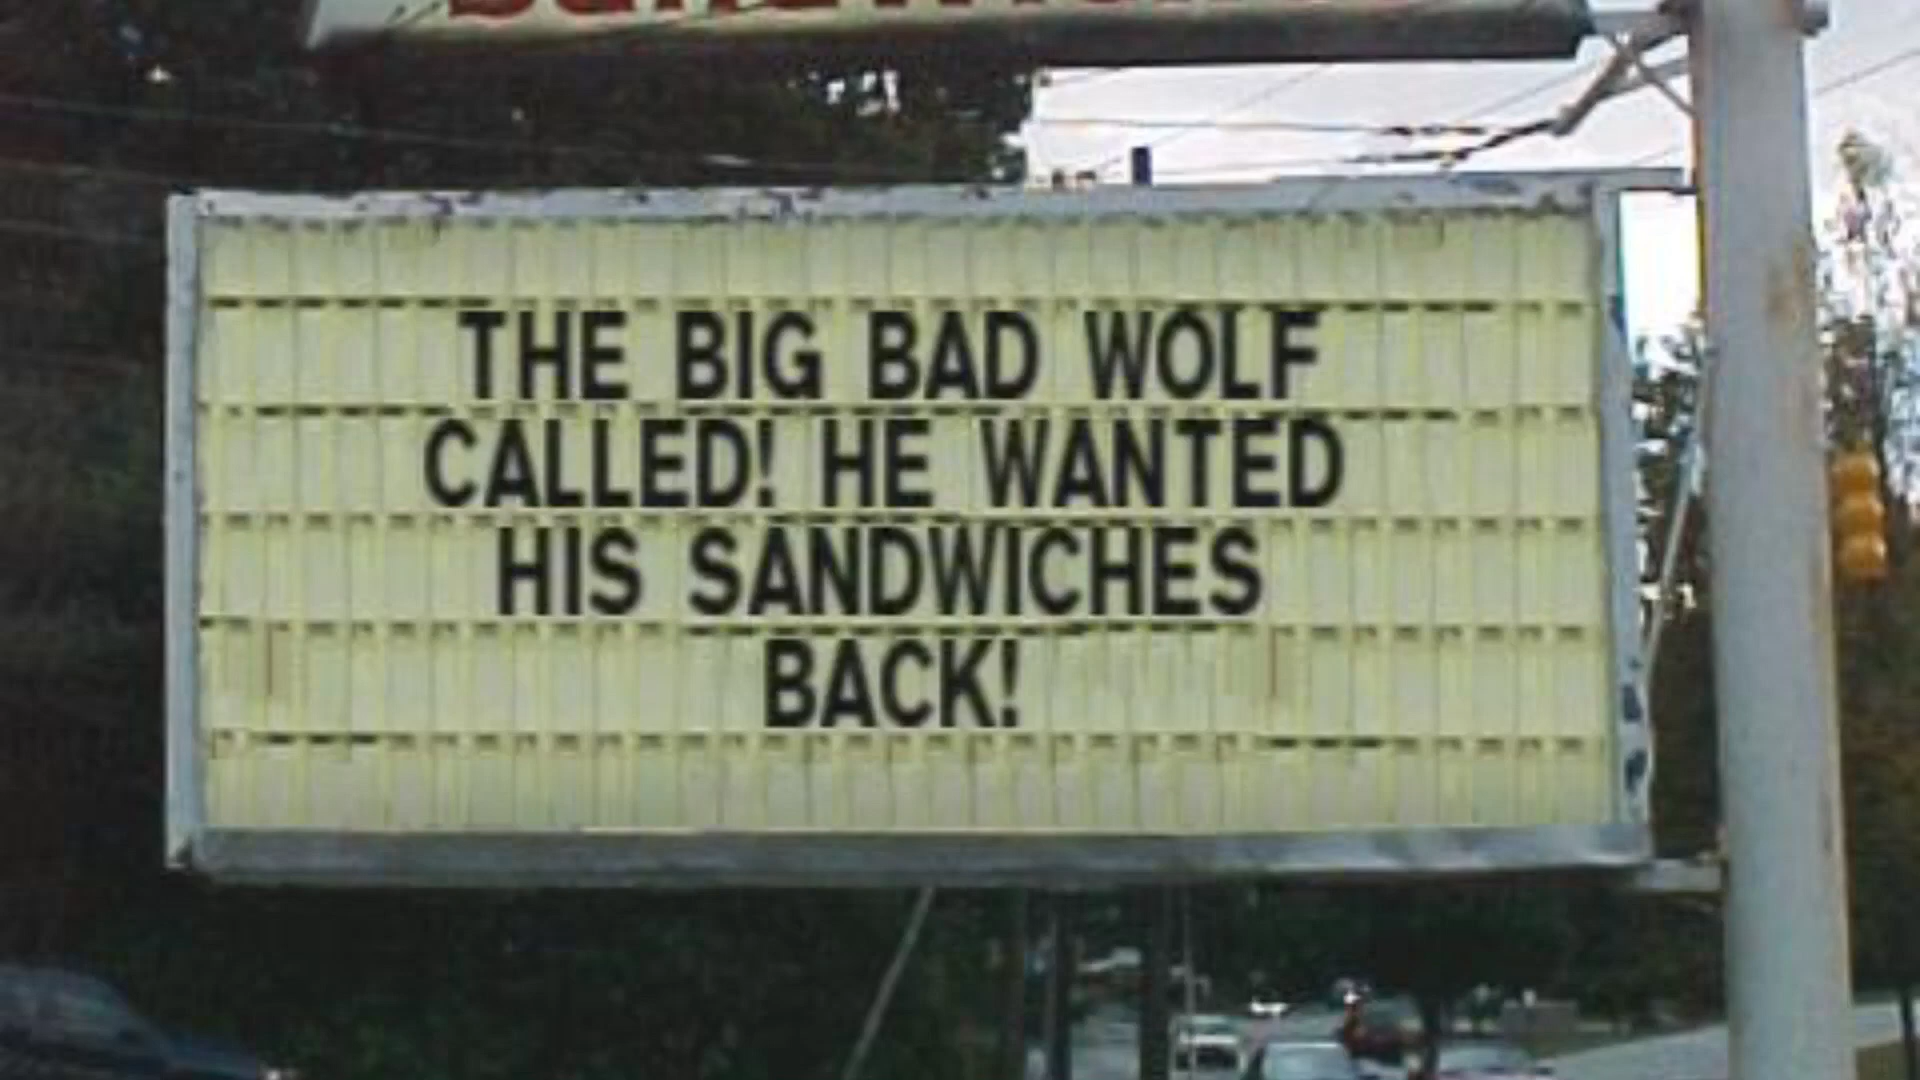 THE BIG BAD WOLF
CALLED! HE WANTED
HIS SANDWICHES
BACK!